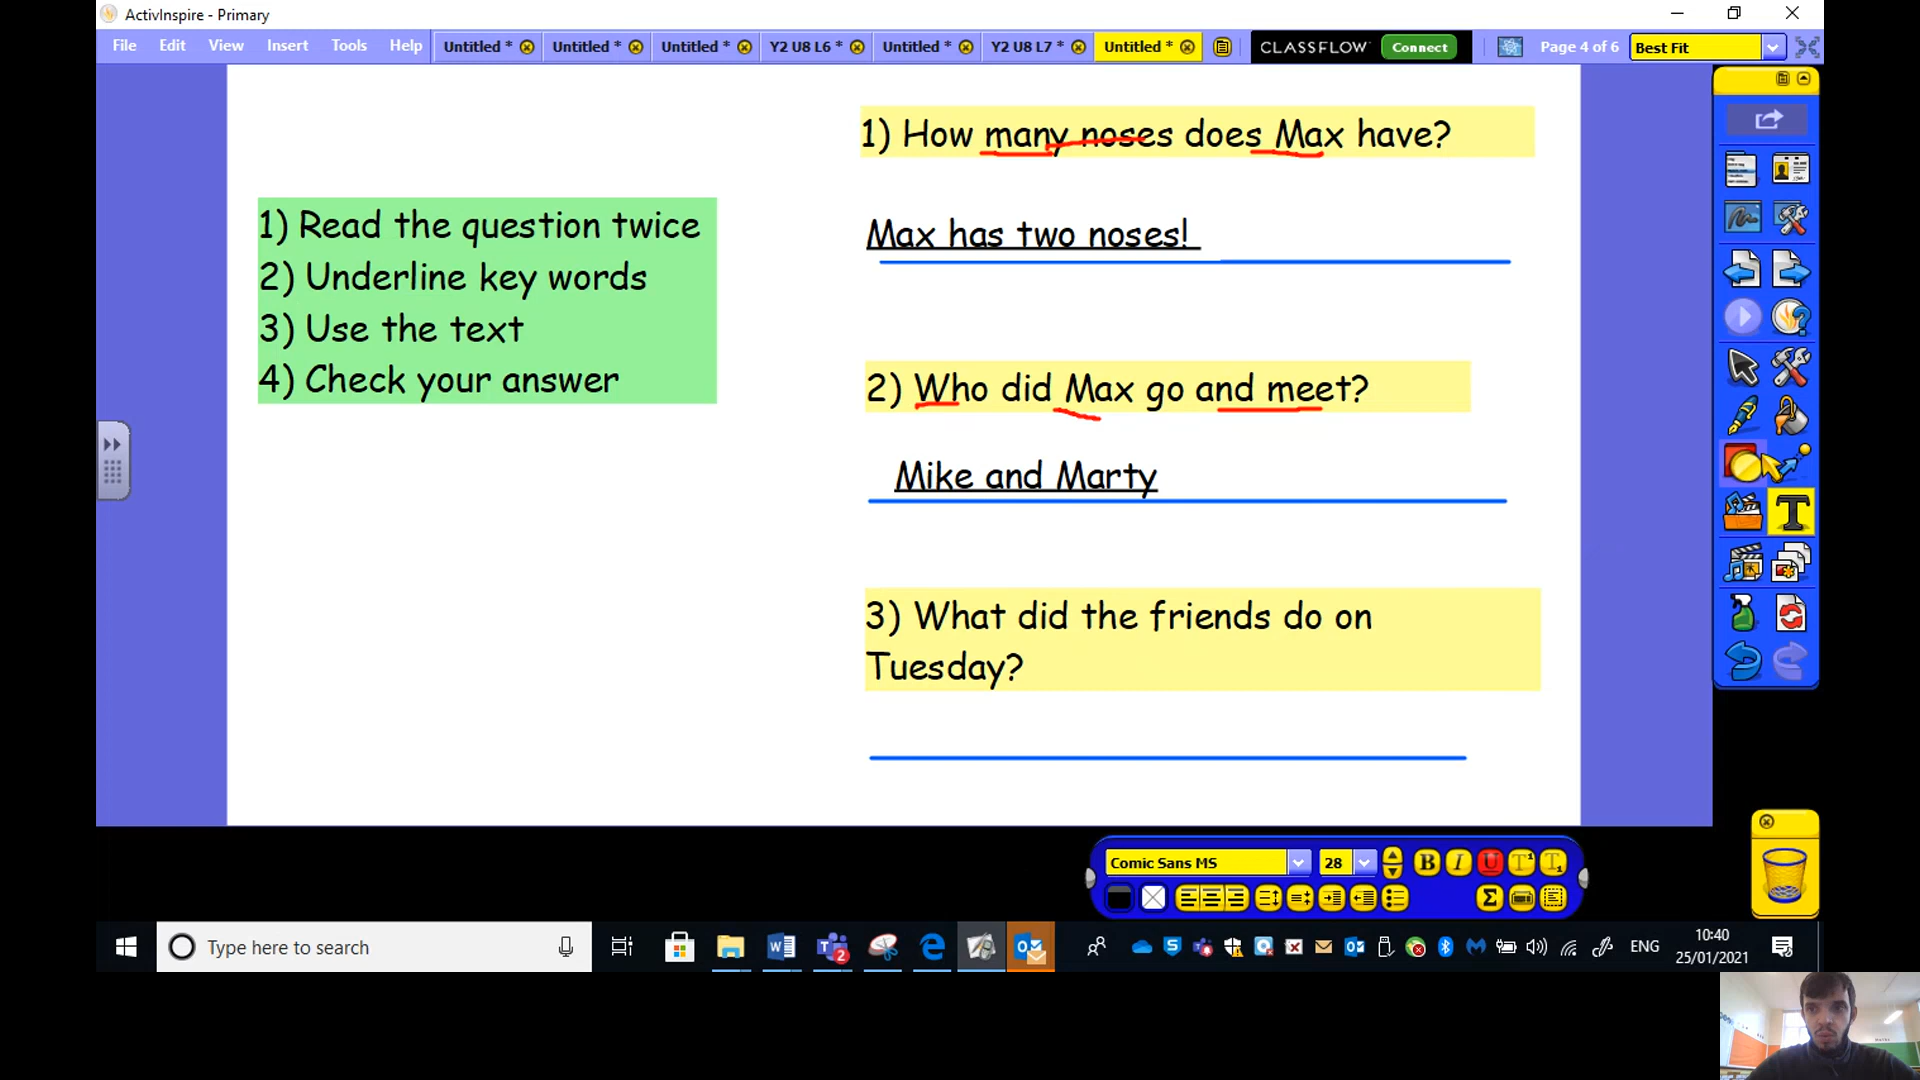 ActivInspire - Primary
File Edit View Insert Tools Help Untitled * Untitled * Untitled * Y2 U8 L6 * Untitled * Y2 U8 L7 * Untitled * CLASSFLOW Connect Page 4 of 6 Best Fit
1) How many noses does Max have?
1) Read the question twice
2) Underline key words
3) Use the text
4) Check your answer
Max has two noses!
2) Who did Max go and meet?
Mike and Marty
3) What did the friends do on
Tuesday?
Comic Sans MS 28 B I U T¹ T₁
Σ
Type here to search
ENG
10:40
25/01/2021